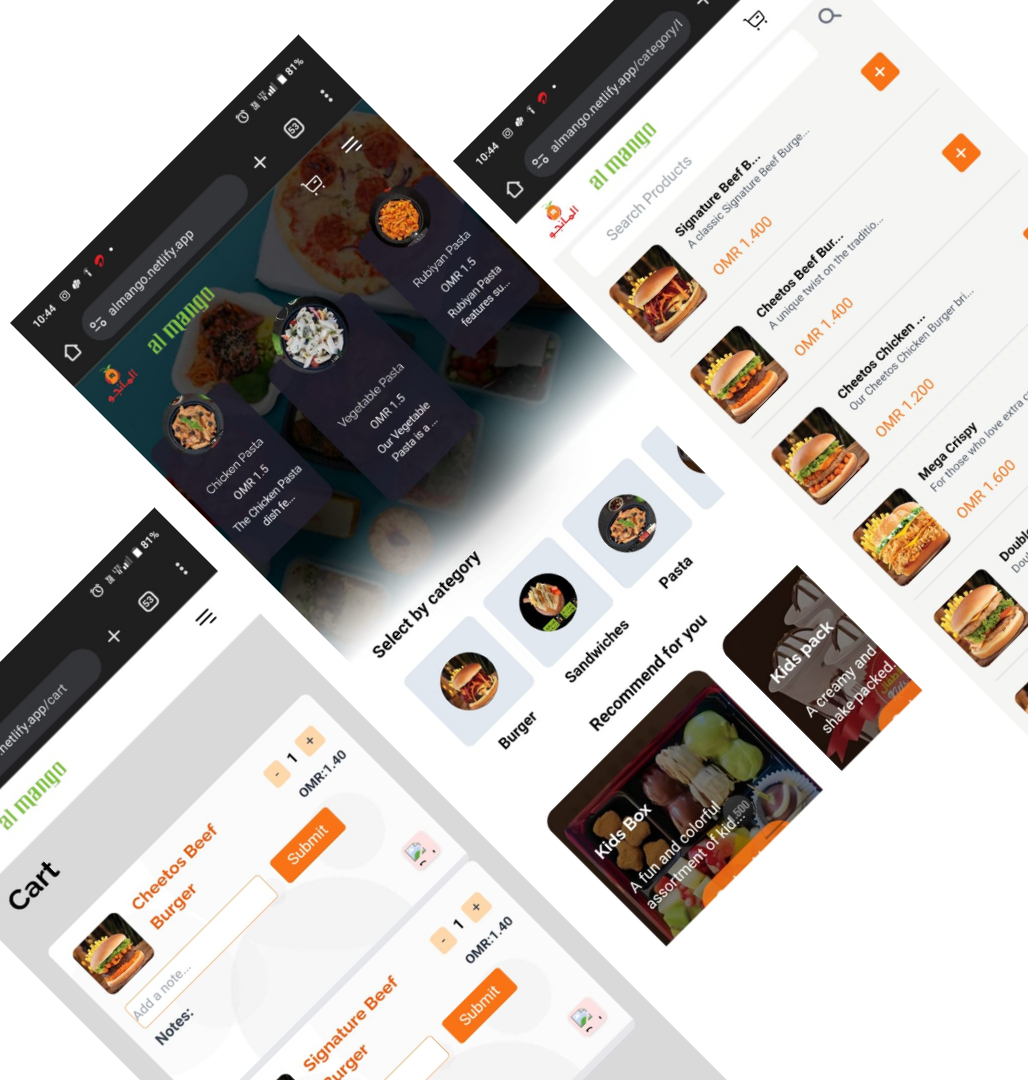 10:44
81%
almango.netlify.app
53
المانجو
al mango
Chicken Pasta
OMR 1.5
The Chicken Pasta
dish fe...
Vegetable Pasta
OMR 1.5
Our Vegetable
Pasta is a ...
Rubiyan Pasta
OMR 1.5
Rubiyan Pasta
features su...
Select by category
Burger
Sandwiches
Pasta
Recommend for you
Kids Box
A fun and colorful
assortment of kid...
Kids pack
A creamy and
shake packed...
10:44
almango.netlify.app/category/
المانجو
al mango
Search Products
Signature Beef B...
A classic Signature Beef Burge...
OMR 1.400
Cheetos Beef Bur...
A unique twist on the traditio...
OMR 1.400
Cheetos Chicken ...
Our Cheetos Chicken Burger bri...
OMR 1.200
Mega Crispy
For those who love extra
OMR 1.600
Double
81%
53
.netlify.app/cart
al mango
Cart
Cheetos Beef
Burger
- 1 +
OMR:1.40
Add a note...
Submit
Notes:
Signature Beef
Burger
- 1 +
OMR:1.40
Submit